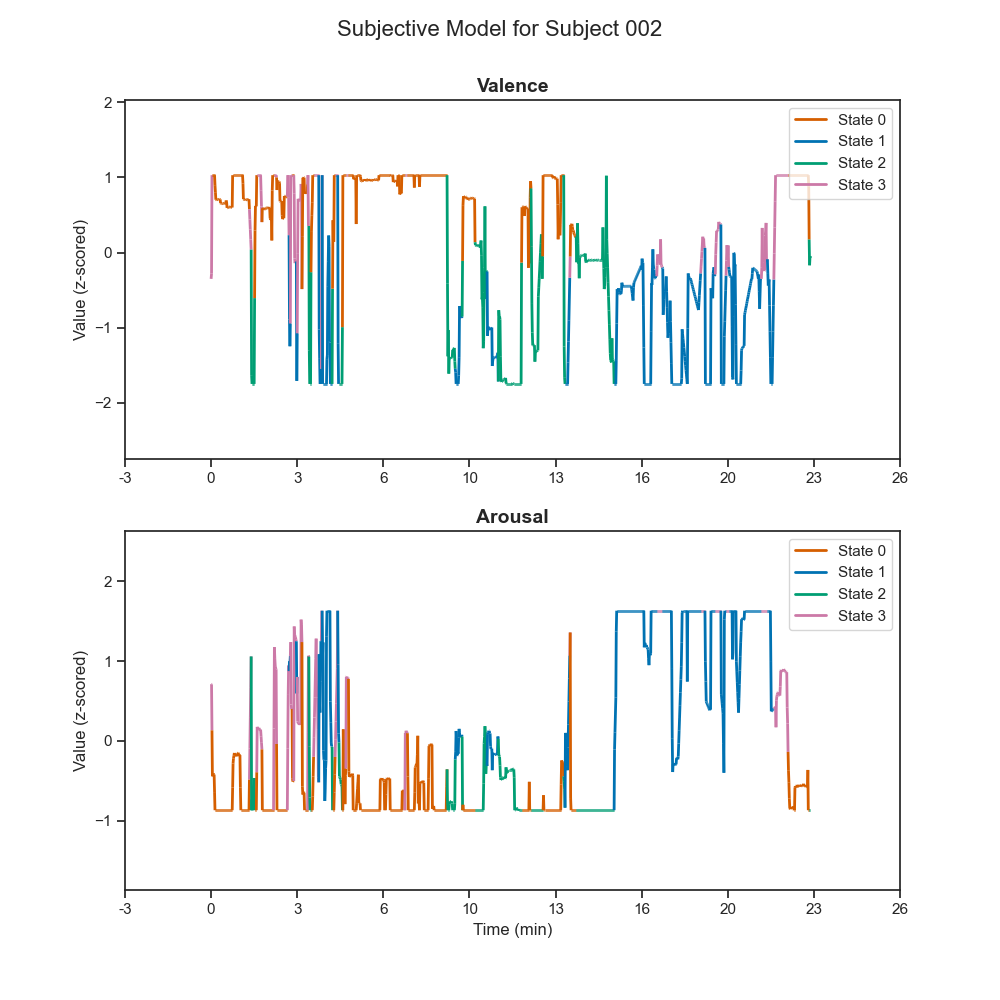 Subjective Model for Subject 002
Valence
Value (z-scored)
2
1
0
−1
−2
State 0
State 1
State 2
State 3
-3 0 3 6 10 13 16 20 23 26
Arousal
Value (z-scored)
2
1
0
−1
State 0
State 1
State 2
State 3
-3 0 3 6 10 13 16 20 23 26
Time (min)